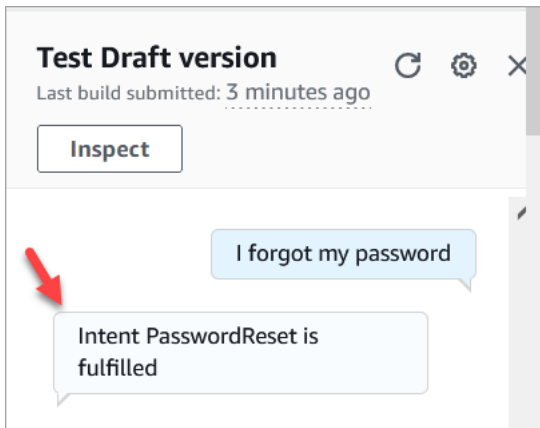 Test Draft version
Last build submitted: 3 minutes ago
Inspect
I forgot my password
Intent PasswordReset is
fulfilled